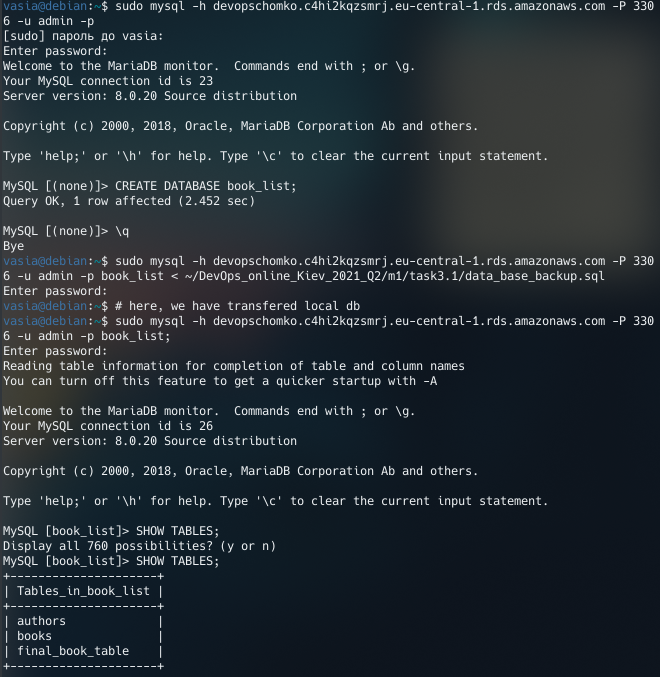 vasia@debian:~$ sudo mysql -h devopschomko.c4hi2kqzsmrj.eu-central-1.rds.amazonaws.com -P 330
6 -u admin -p
[sudo] пароль до vasia:
Enter password:
Welcome to the MariaDB monitor.  Commands end with ; or \g.
Your MySQL connection id is 23
Server version: 8.0.20 Source distribution

Copyright (c) 2000, 2018, Oracle, MariaDB Corporation Ab and others.

Type 'help;' or '\h' for help. Type '\c' to clear the current input statement.

MySQL [(none)]> CREATE DATABASE book_list;
Query OK, 1 row affected (2.452 sec)

MySQL [(none)]> \q
Bye
vasia@debian:~$ sudo mysql -h devopschomko.c4hi2kqzsmrj.eu-central-1.rds.amazonaws.com -P 330
6 -u admin -p book_list < ~/DevOps_online_Kiev_2021_Q2/m1/task3.1/data_base_backup.sql
Enter password:
vasia@debian:~$ # here, we have transfered local db
vasia@debian:~$ sudo mysql -h devopschomko.c4hi2kqzsmrj.eu-central-1.rds.amazonaws.com -P 330
6 -u admin -p book_list;
Enter password:
Reading table information for completion of table and column names
You can turn off this feature to get a quicker startup with -A

Welcome to the MariaDB monitor.  Commands end with ; or \g.
Your MySQL connection id is 26
Server version: 8.0.20 Source distribution

Copyright (c) 2000, 2018, Oracle, MariaDB Corporation Ab and others.

Type 'help;' or '\h' for help. Type '\c' to clear the current input statement.

MySQL [book_list]> SHOW TABLES;
Display all 760 possibilities? (y or n)
MySQL [book_list]> SHOW TABLES;
+---------------------+
| Tables_in_book_list |
+---------------------+
| authors             |
| books               |
| final_book_table    |
+---------------------+